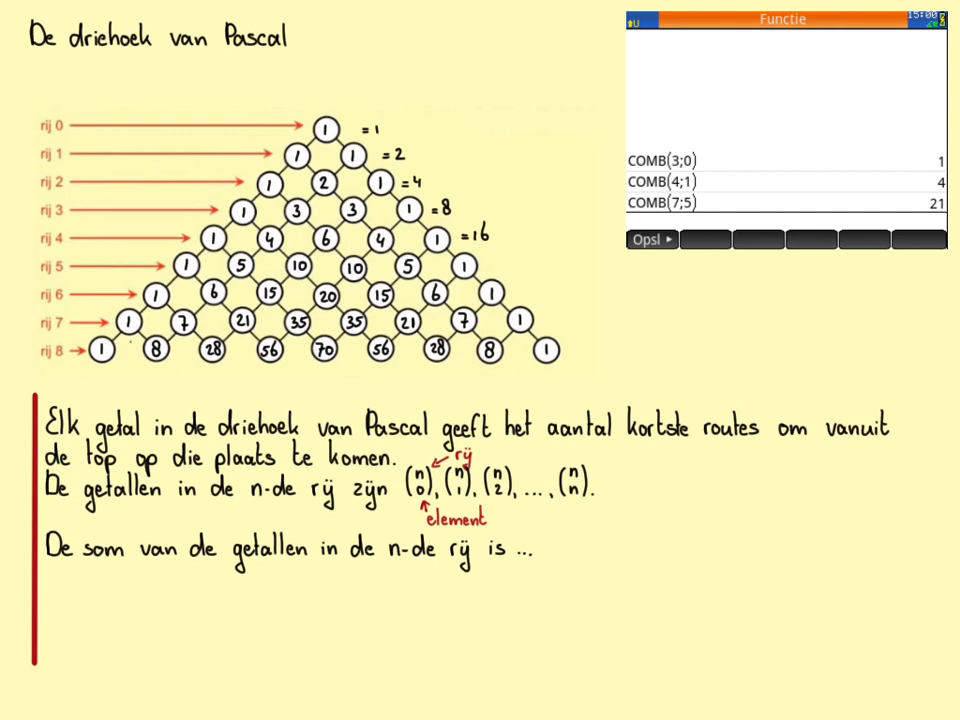 De driehoek van Pascal
Functie
15:00
U
COMB(3;0) 1
COMB(4;1) 4
COMB(7;5) 21
Opsl
rij 0 1 =1
rij 1 1 1 =2
rij 2 1 2 1 =4
rij 3 1 3 3 1 =8
rij 4 1 4 6 4 1 =16
rij 5 1 5 10 10 5 1
rij 6 1 6 15 20 15 6 1
rij 7 1 7 21 35 35 21 7 1
rij 8 1 8 28 56 70 56 28 8 1
Elk getal in de driehoek van Pascal geeft het aantal kortste routes om vanuit
de top op die plaats te komen.
rij
De getallen in de n-de rij zijn (n 0), (n 1), (n 2), ..., (n n).
element
De som van de getallen in de n-de rij is ...